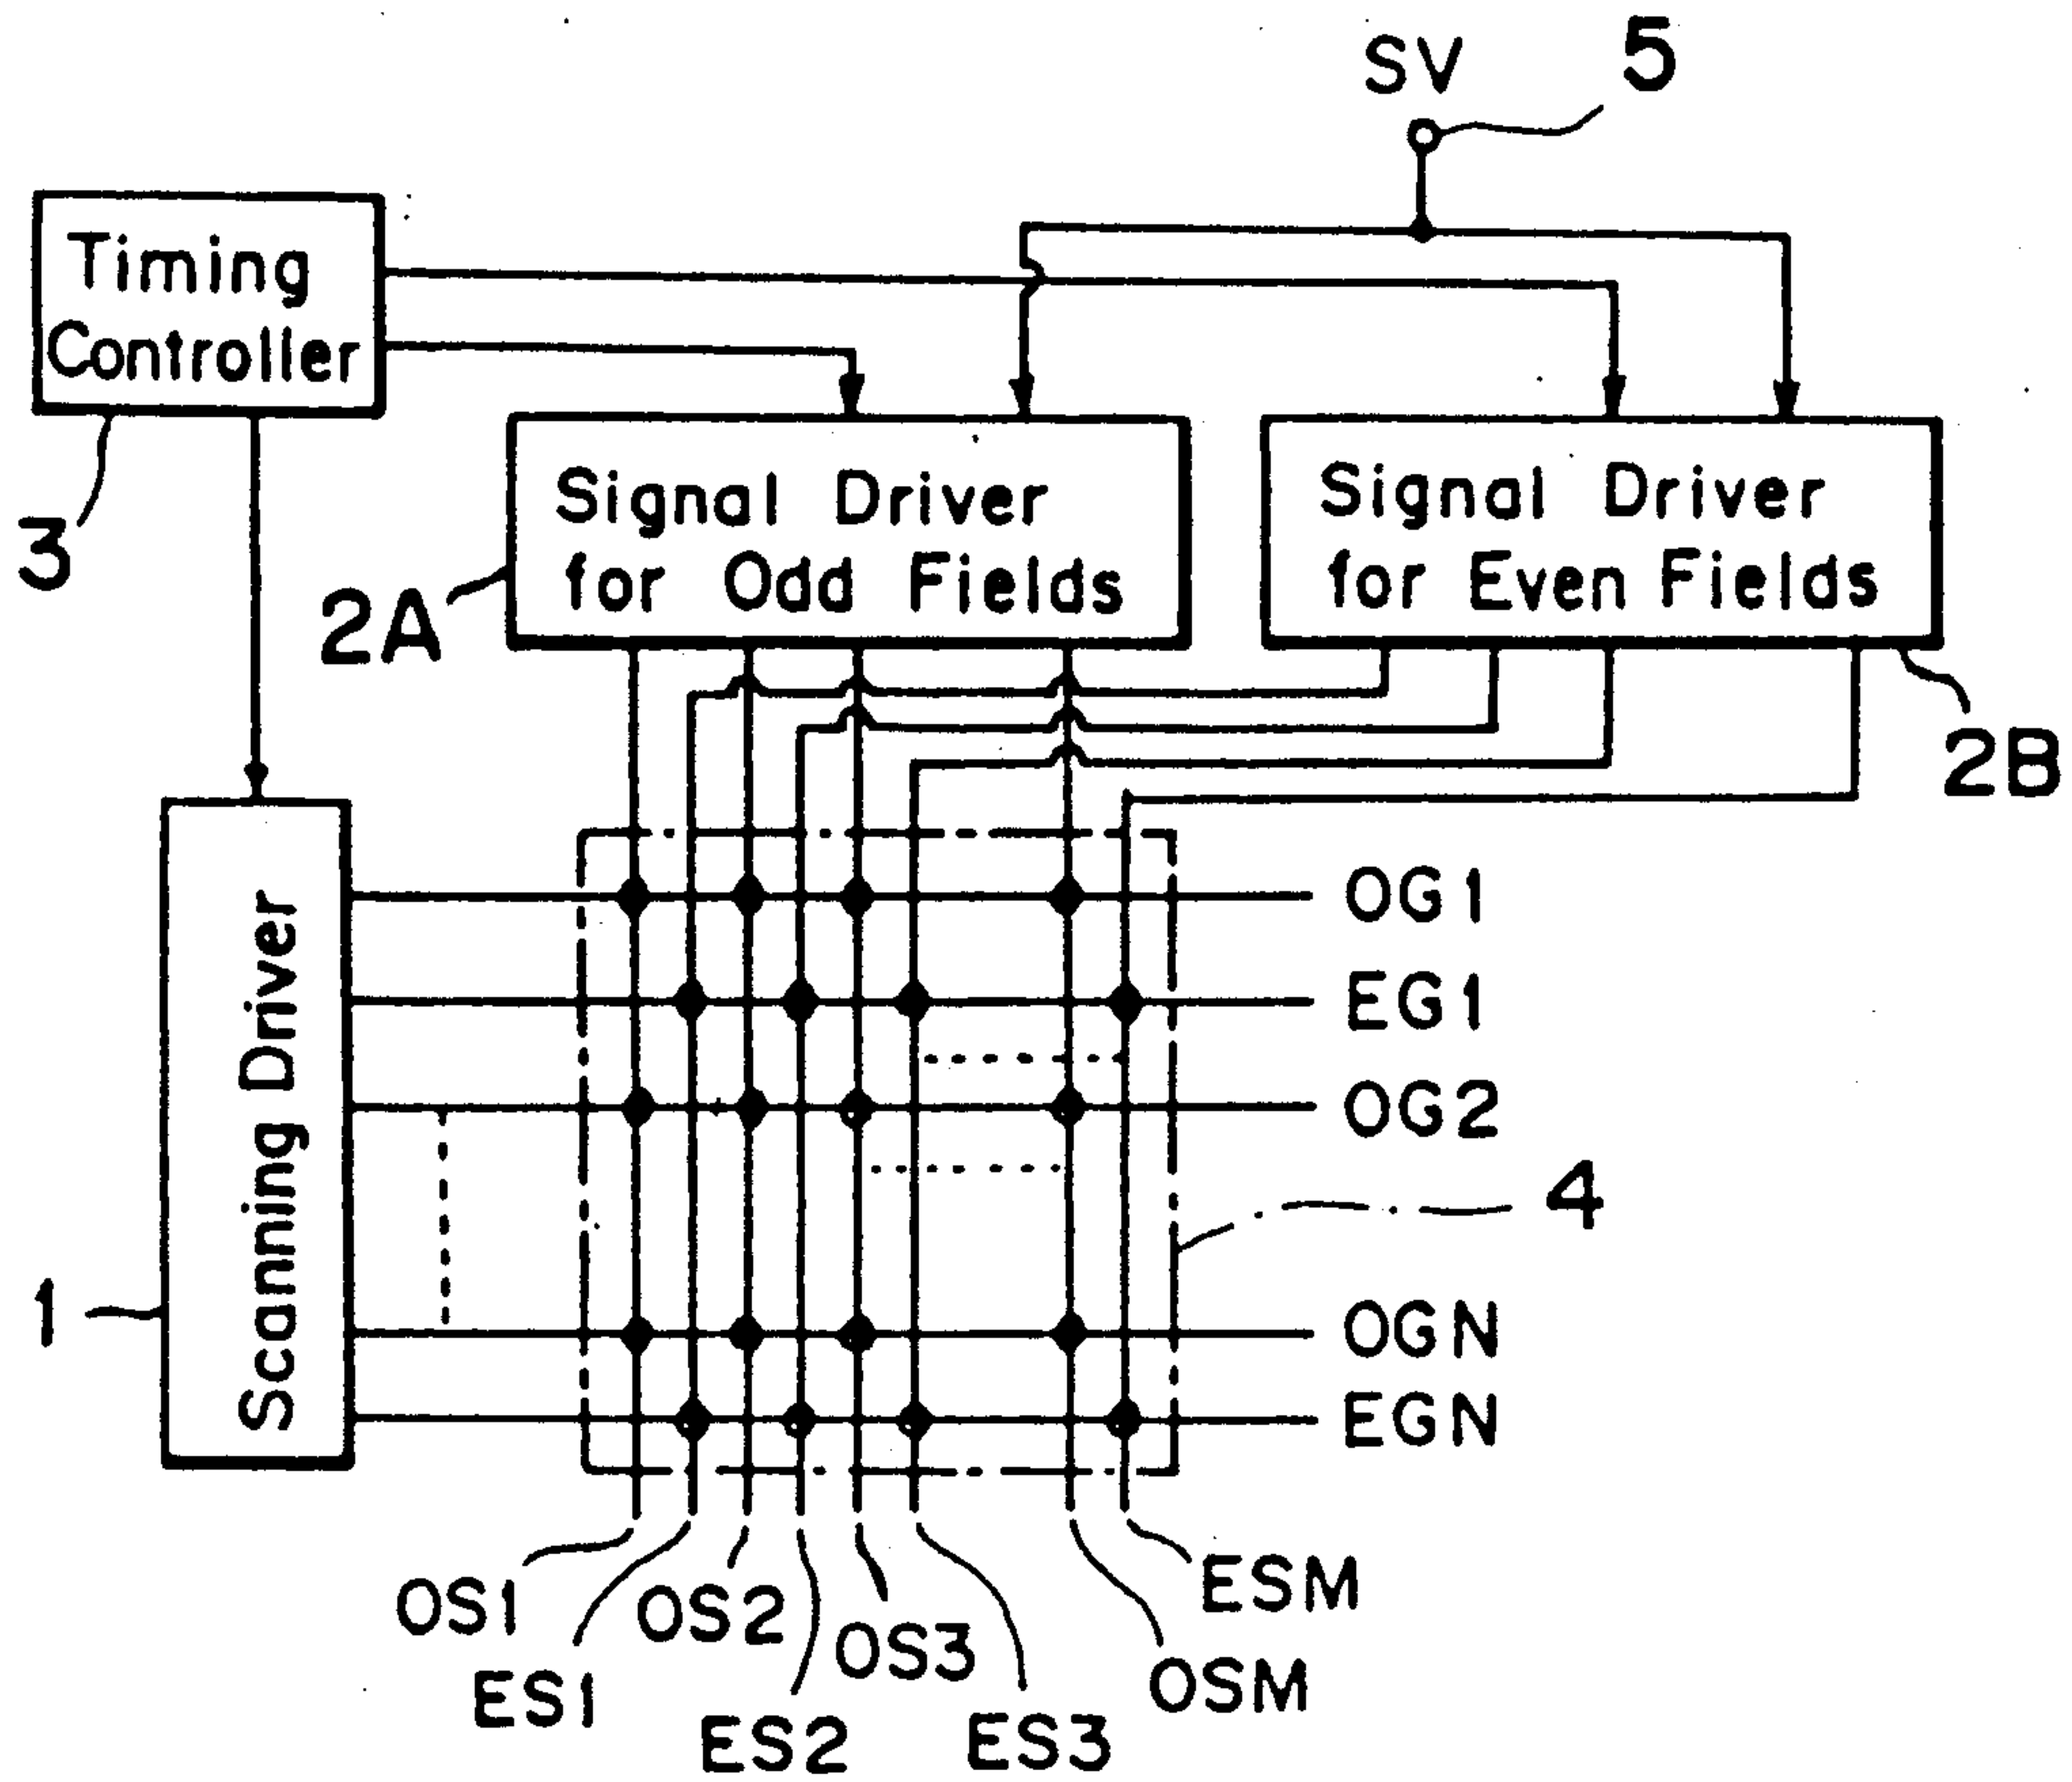 SV
5
Timing
Controller
3
Signal Driver
for Odd Fields
2A
Signal Driver
for Even Fields
2B
Scanning Driver
1
OG1
EG1
OG2
4
OGN
EGN
OS1
ES1
OS2
ES2
OS3
ES3
OSM
ESM